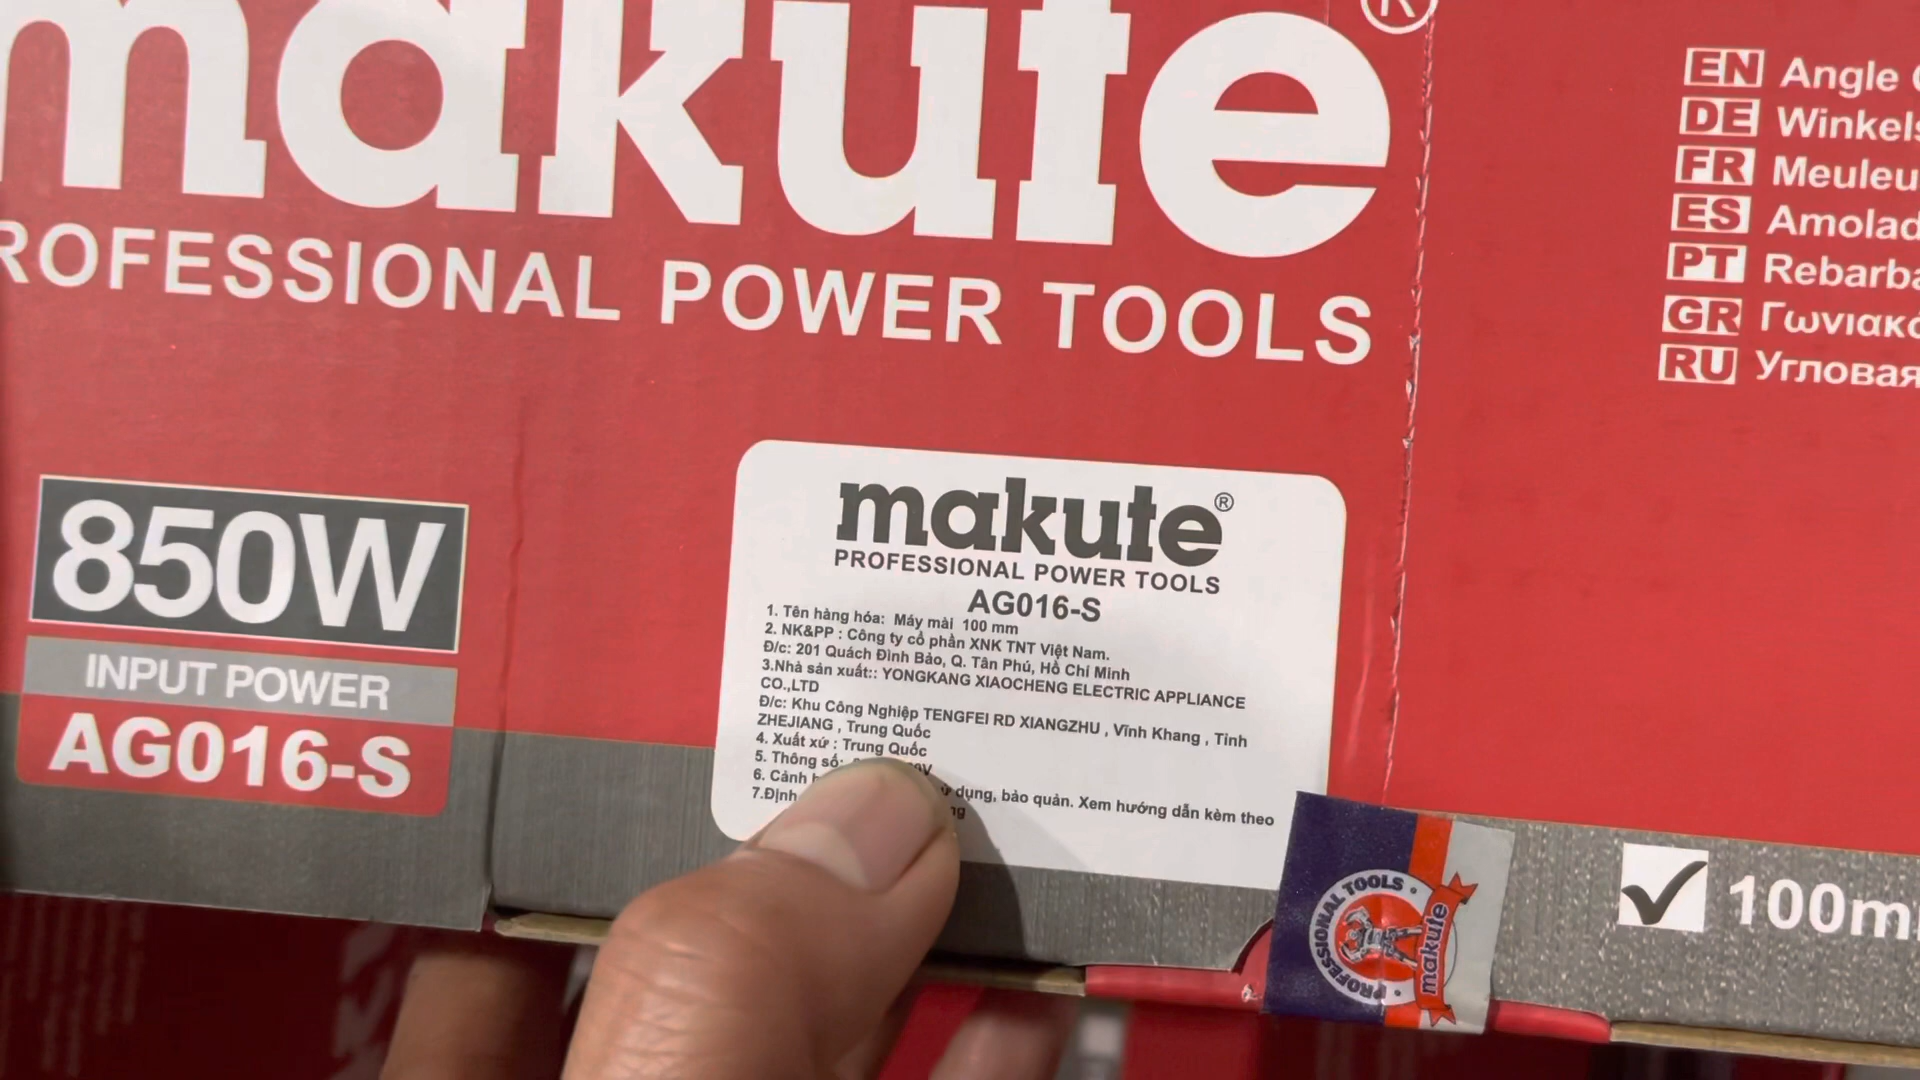 makute ®
PROFESSIONAL POWER TOOLS
EN Angle
DE
FR
ES
PT
GR
RU Угловая
850W
INPUT POWER
AG016-S
makute®
PROFESSIONAL POWER TOOLS
AG016-S
1. Tên hàng hóa: Máy mài 100 mm
2. NK&PP : Công ty cổ phần XNK TNT Việt Nam.
Đ/c: 201 Quách Đình Bảo, Q. Tân Phú, Hồ Chí Minh
3.Nhà sản xuất:: YONGKANG XIAOCHENG ELECTRIC APPLIANCE
CO.,LTD
Đ/c: Khu Công Nghiệp TENGFEI RD XIANGZHU , Vĩnh Khang , Tỉnh
ZHEJIANG , Trung Quốc
4. Xuất xứ : Trung Quốc
5. Thông số:
6. Cảnh dụng, bảo quản. Xem hướng dẫn kèm theo
7.Định
PROFESSIONAL TOOLS
makute
100m